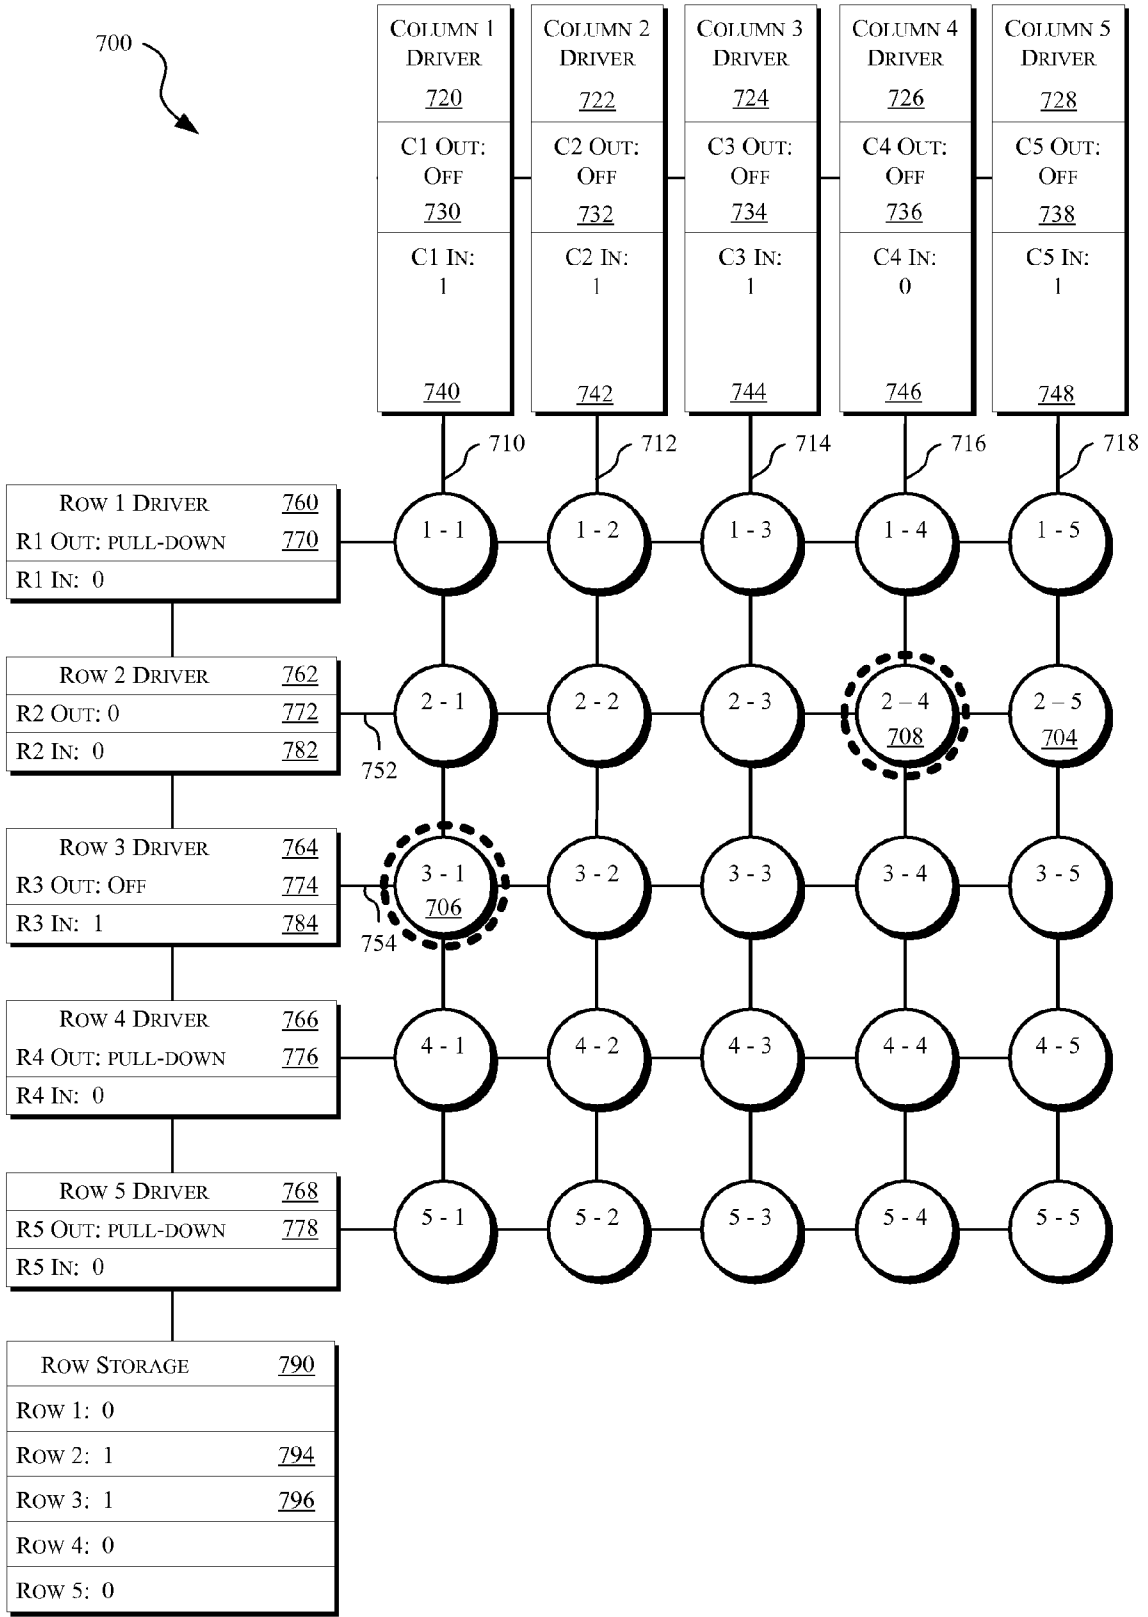 700
COLUMN 1
DRIVER
720
C1 OUT:
OFF
730
C1 IN:
1
740
COLUMN 2
DRIVER
722
C2 OUT:
OFF
732
C2 IN:
1
742
COLUMN 3
DRIVER
724
C3 OUT:
OFF
734
C3 IN:
1
744
COLUMN 4
DRIVER
726
C4 OUT:
OFF
736
C4 IN:
0
746
COLUMN 5
DRIVER
728
C5 OUT:
OFF
738
C5 IN:
1
748
710
712
714
716
718
ROW 1 DRIVER 760
R1 OUT: PULL-DOWN 770
R1 IN: 0
1 - 1
1 - 2
1 - 3
1 - 4
1 - 5
ROW 2 DRIVER 762
R2 OUT: 0 772
R2 IN: 0 782
752
2 - 1
2 - 2
2 - 3
2 – 4
708
2 – 5
704
ROW 3 DRIVER 764
R3 OUT: OFF 774
R3 IN: 1 784
754
3 - 1
706
3 - 2
3 - 3
3 - 4
3 - 5
ROW 4 DRIVER 766
R4 OUT: PULL-DOWN 776
R4 IN: 0
4 - 1
4 - 2
4 - 3
4 - 4
4 - 5
ROW 5 DRIVER 768
R5 OUT: PULL-DOWN 778
R5 IN: 0
5 - 1
5 - 2
5 - 3
5 - 4
5 - 5
ROW STORAGE 790
ROW 1: 0
ROW 2: 1 794
ROW 3: 1 796
ROW 4: 0
ROW 5: 0